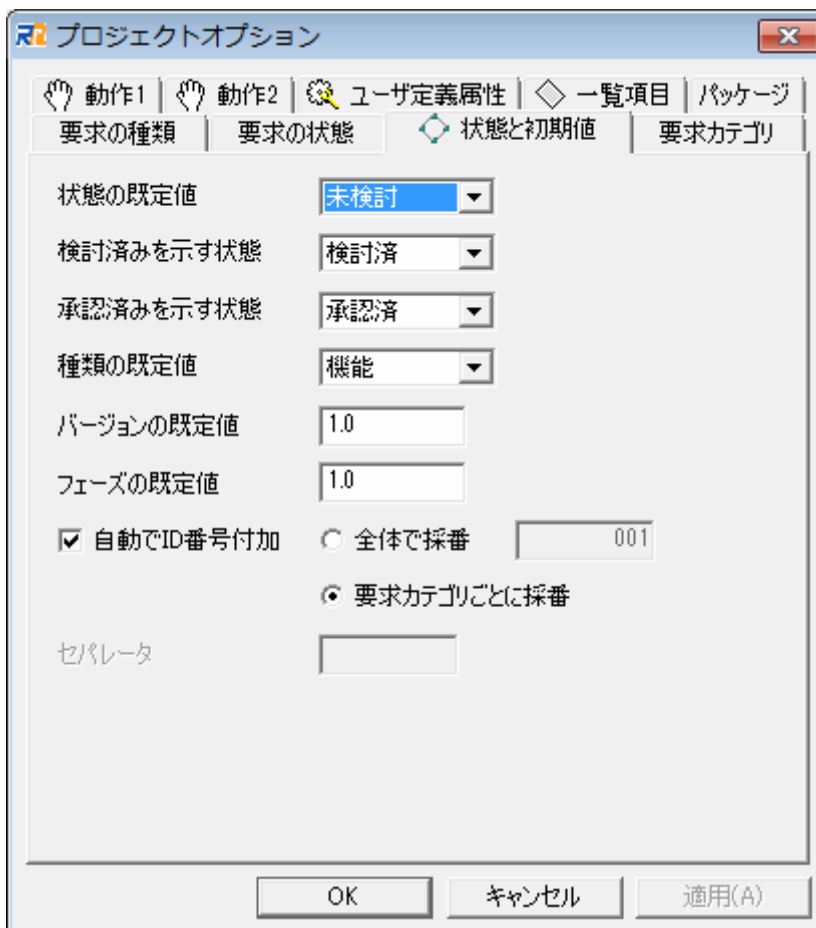 プロジェクトオプション
動作1 動作2 ユーザ定義属性 一覧項目 パッケージ
要求の種類 要求の状態 状態と初期値 要求カテゴリ
状態の既定値 未検討
検討済みを示す状態 検討済
承認済みを示す状態 承認済
種類の既定値 機能
バージョンの既定値 1.0
フェーズの既定値 1.0
自動でID番号付加 全体で採番 001
要求カテゴリごとに採番
セパレータ
OK キャンセル 適用(A)